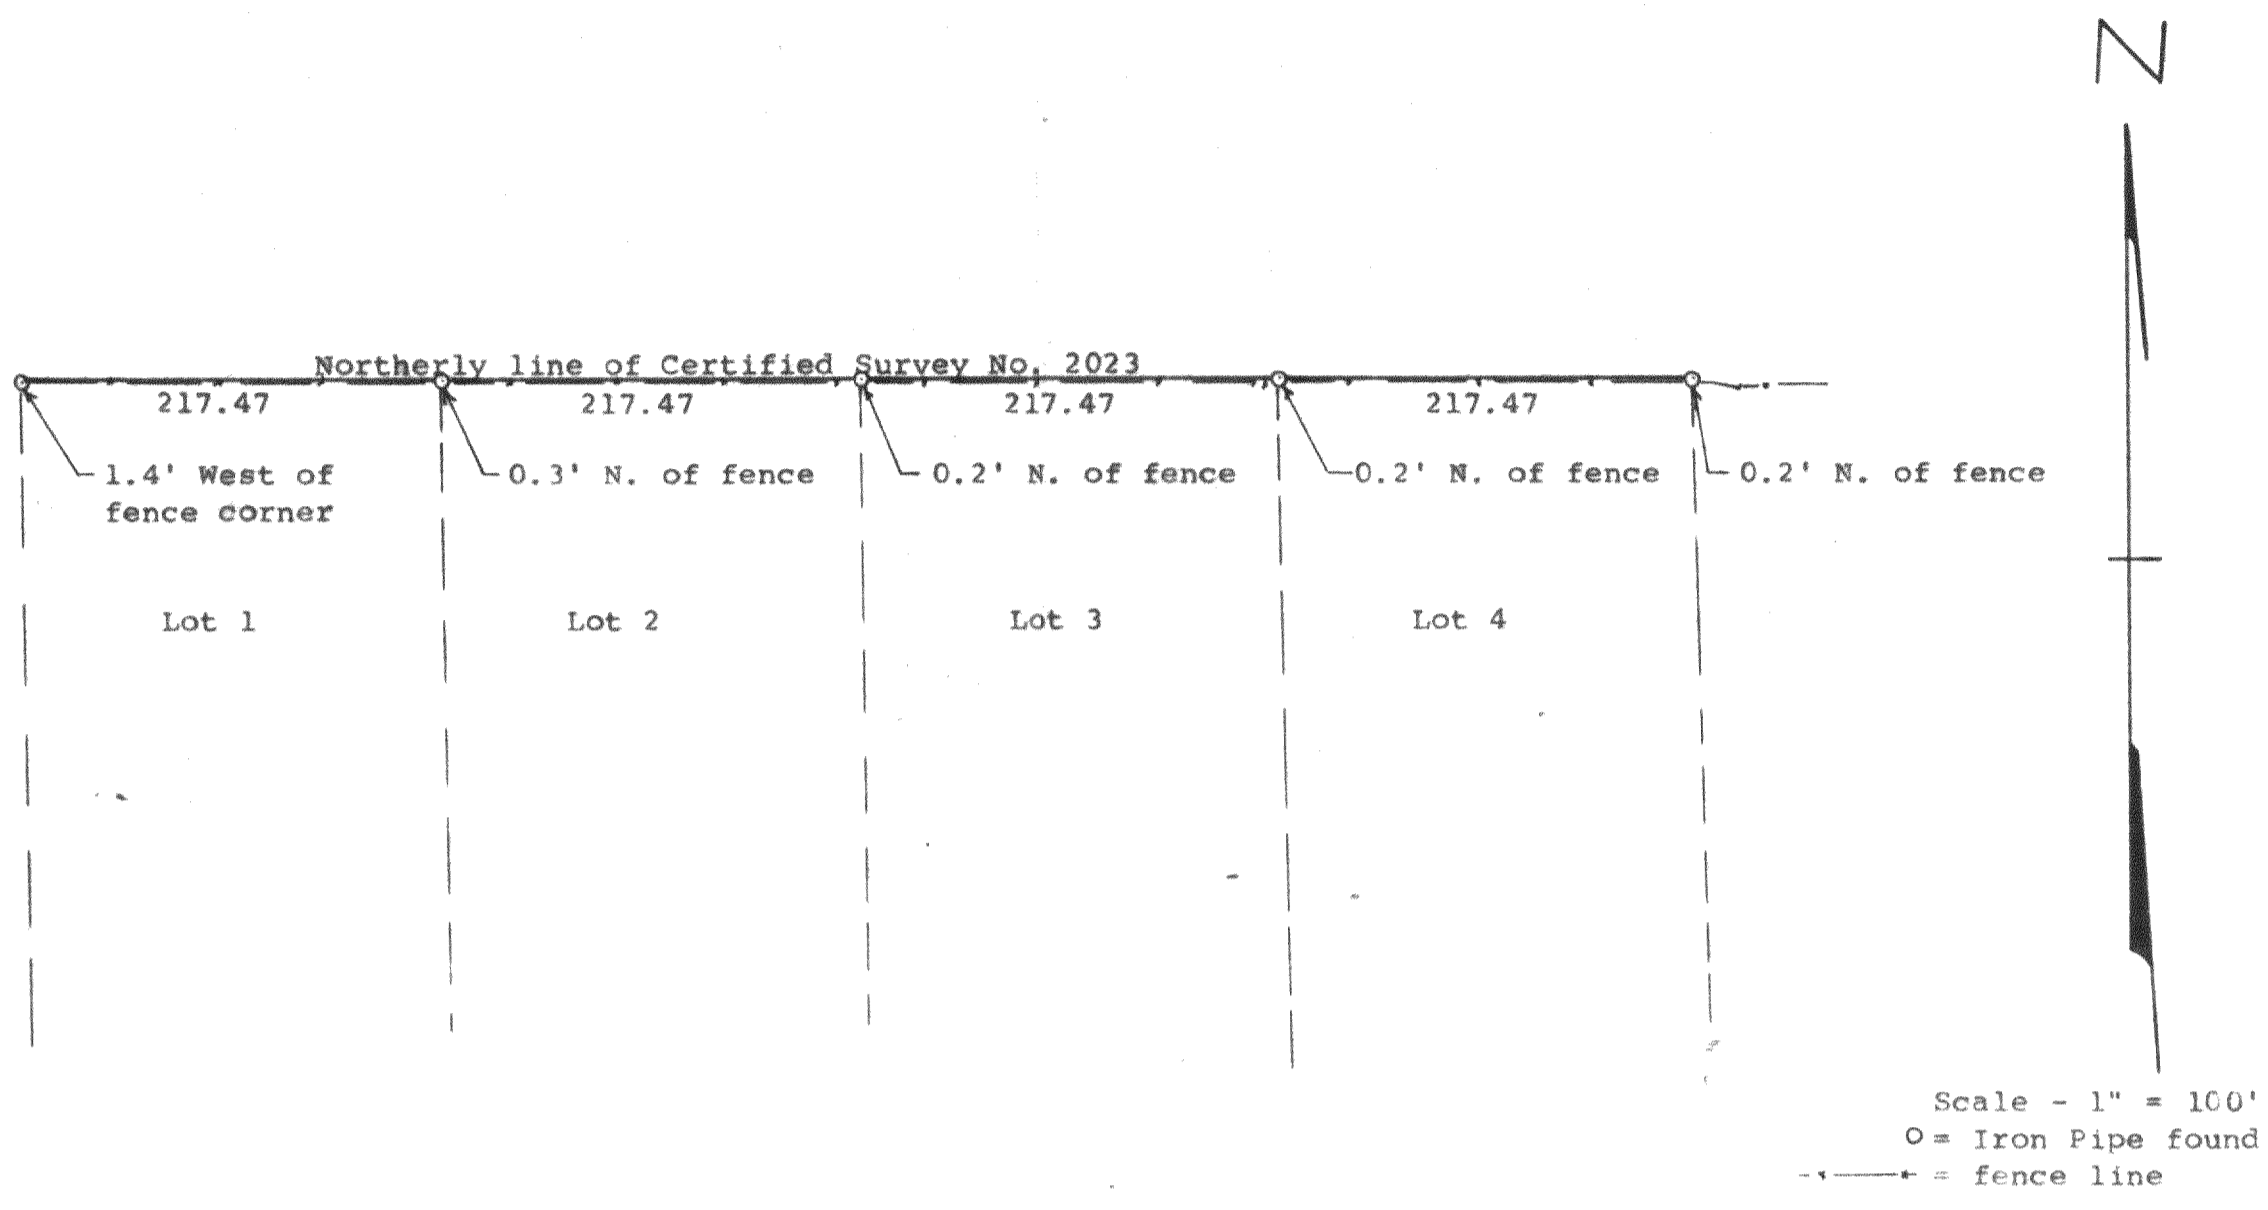 N
Northerly line of Certified Survey No. 2023
217.47 217.47 217.47 217.47
1.4' West of
fence corner
0.3' N. of fence
0.2' N. of fence
0.2' N. of fence
0.2' N. of fence
Lot 1 Lot 2 Lot 3 Lot 4
Scale - 1" = 100'
O = Iron Pipe found
= fence line